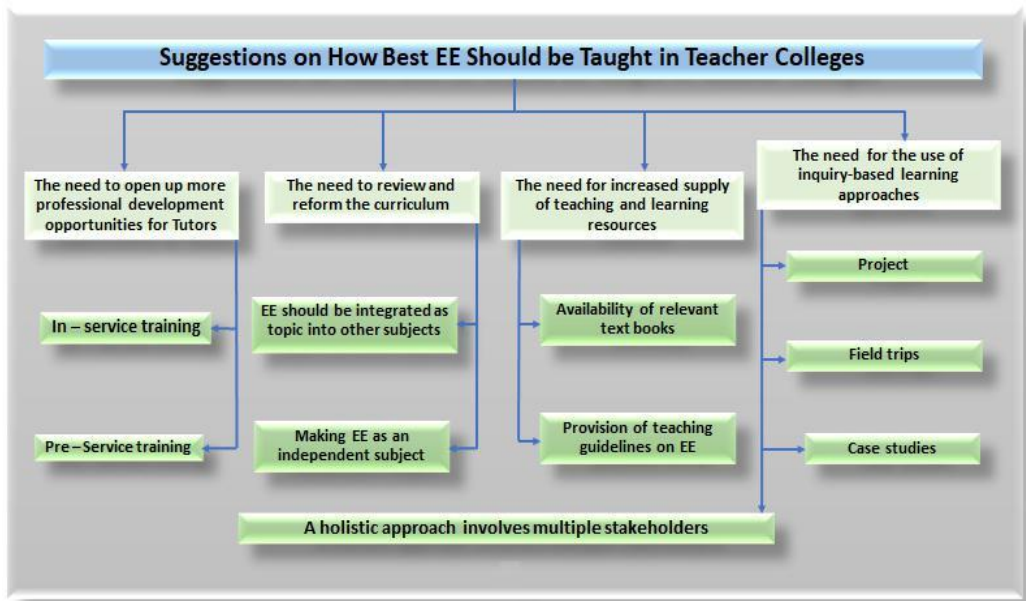 Suggestions on How Best EE Should be Taught in Teacher Colleges
The need to open up more
professional development
opportunities for Tutors
In – service training
Pre – Service training
The need to review and
reform the curriculum
EE should be integrated as
topic into other subjects
Making EE as an
independent subject
The need for increased supply
of teaching and learning
resources
Availability of relevant
text books
Provision of teaching
guidelines on EE
The need for the use of
inquiry-based learning
approaches
Project
Field trips
Case studies
A holistic approach involves multiple stakeholders